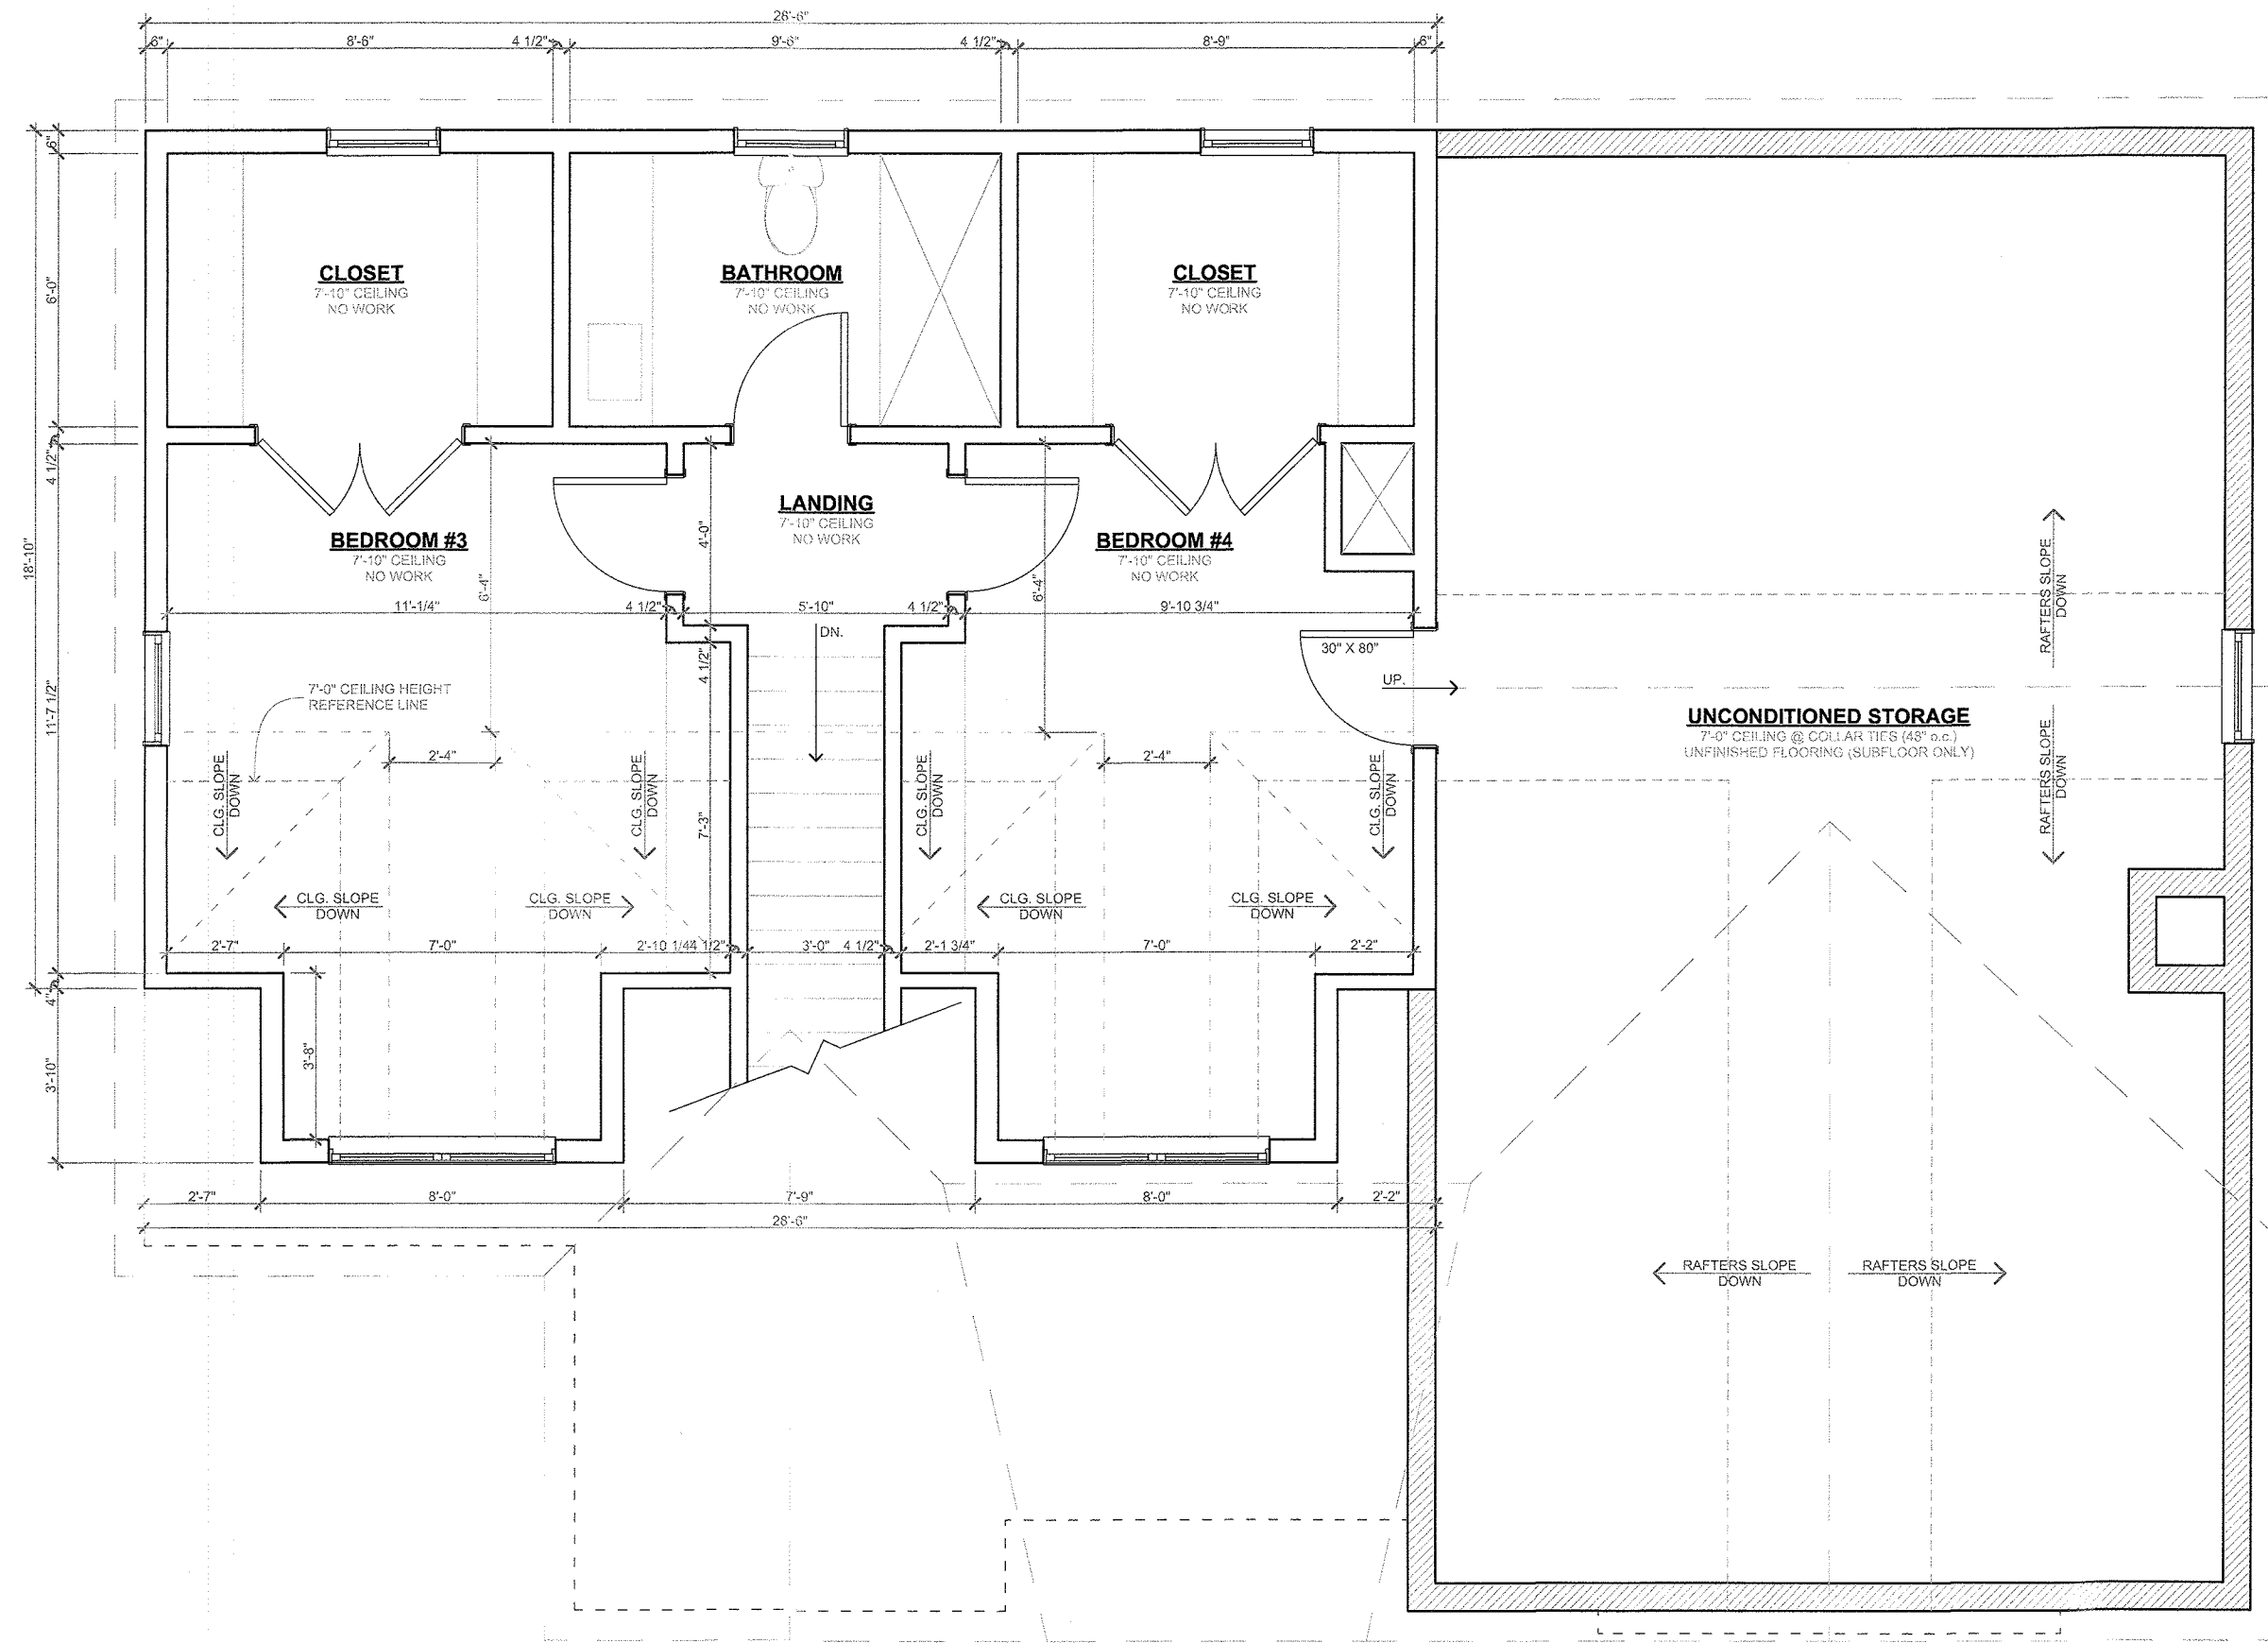 28'-6"
6" 8'-6" 4 1/2" 9'-6" 4 1/2" 8'-9" 6"
6"
CLOSET
7'-10" CEILING
NO WORK
BATHROOM
7'-10" CEILING
NO WORK
CLOSET
7'-10" CEILING
NO WORK
6'-0"
4 1/2"
LANDING
7'-10" CEILING
NO WORK
BEDROOM #3
7'-10" CEILING
NO WORK
BEDROOM #4
7'-10" CEILING
NO WORK
18'-10"
6'-4"
4'-0"
6'-4"
RAFTERS SLOPE
DOWN
11'-1/4" 4 1/2" 5'-10" 4 1/2" 9'-10 3/4"
DN.
30" X 80"
4 1/2"
UP.
7'-0" CEILING HEIGHT
REFERENCE LINE
11'-7 1/2"
UNCONDITIONED STORAGE
7'-0" CEILING @ COLLAR TIES (48" o.c.)
UNFINISHED FLOORING (SUBFLOOR ONLY)
2'-4"
2'-4"
CLG. SLOPE
DOWN
CLG. SLOPE
DOWN
7'-3"
CLG. SLOPE
DOWN
CLG. SLOPE
DOWN
RAFTERS SLOPE
DOWN
CLG. SLOPE
DOWN
CLG. SLOPE
DOWN
CLG. SLOPE
DOWN
CLG. SLOPE
DOWN
2'-7" 7'-0" 2'-10 1/4" 4 1/2" 3'-0" 4 1/2" 2'-1 3/4" 7'-0" 2'-2"
4"
3'-8"
3'-10"
2'-7" 8'-0" 7'-9" 8'-0" 2'-2"
28'-6"
RAFTERS SLOPE
DOWN
RAFTERS SLOPE
DOWN